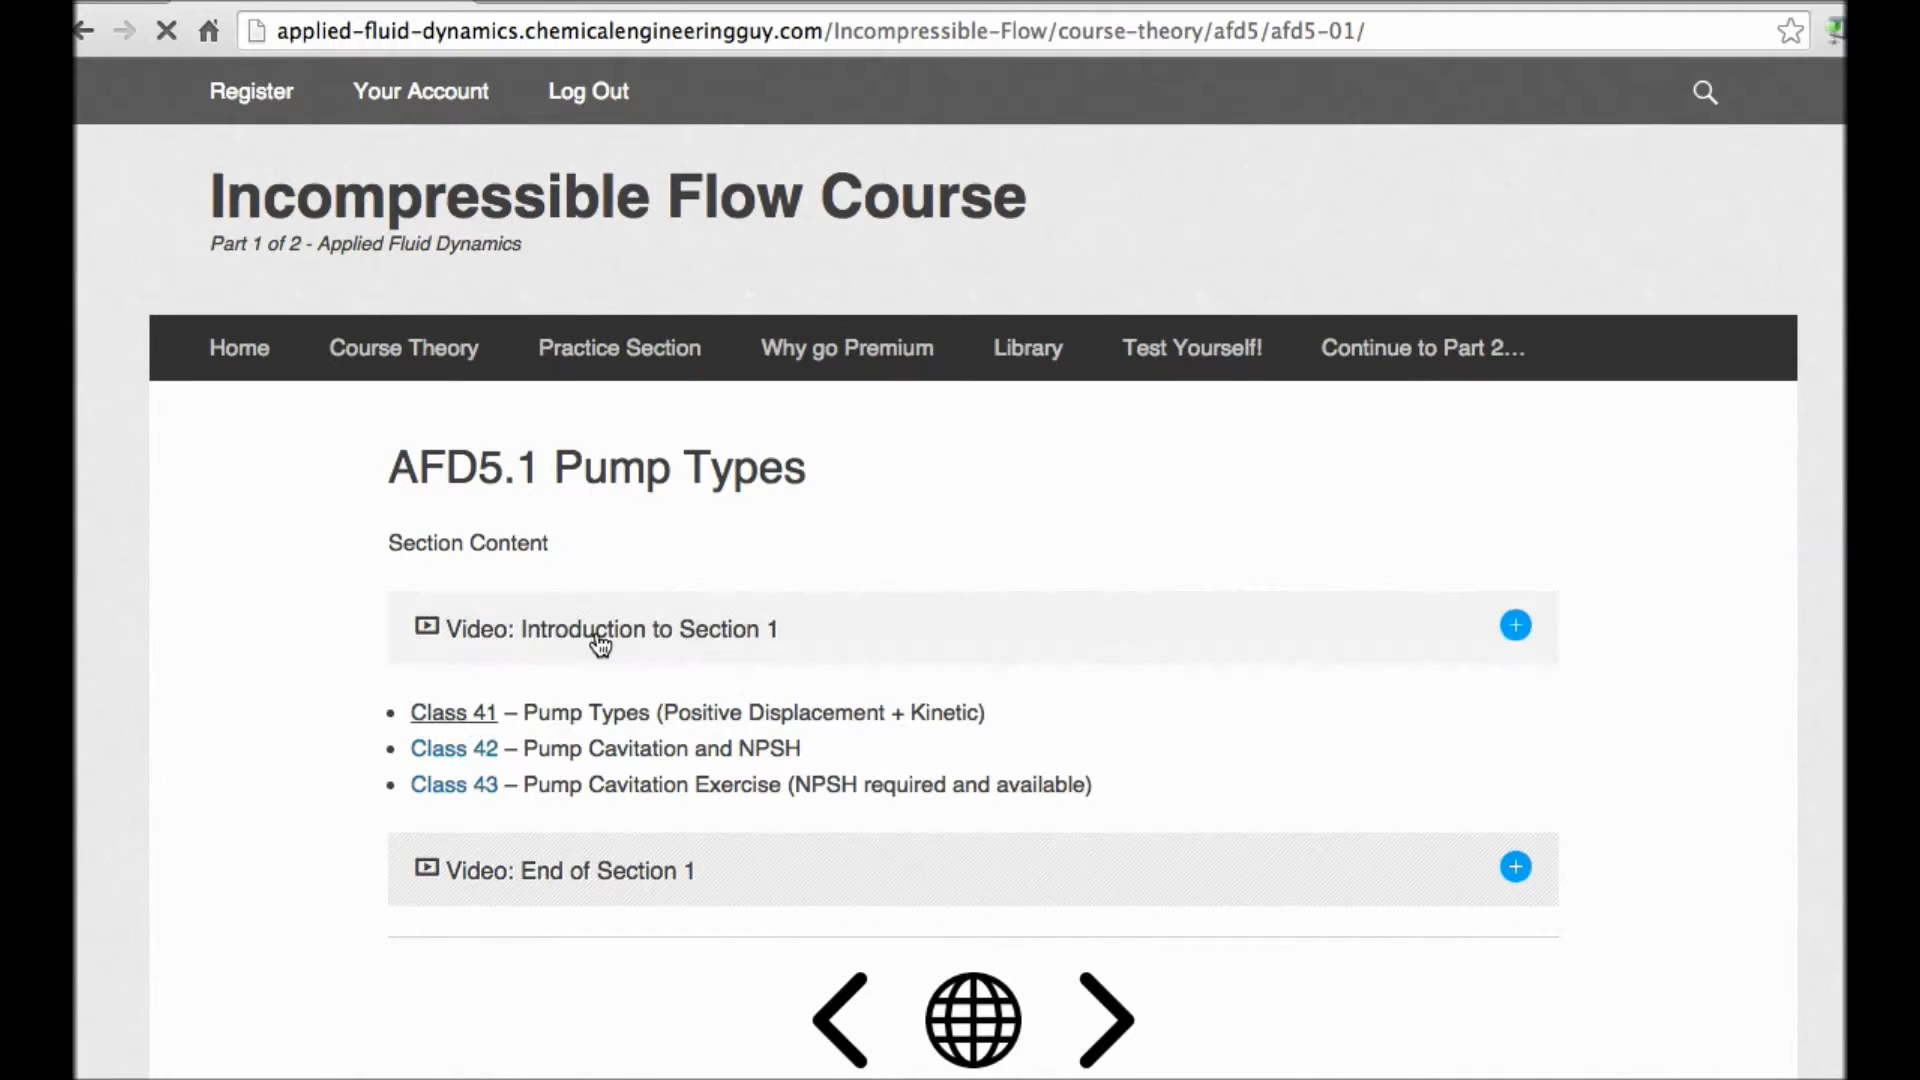 applied-fluid-dynamics.chemicalengineeringguy.com/Incompressible-Flow/course-theory/afd5/afd5-01/
Register Your Account Log Out
Incompressible Flow Course
Part 1 of 2 - Applied Fluid Dynamics
Home Course Theory Practice Section Why go Premium Library Test Yourself! Continue to Part 2...
AFD5.1 Pump Types
Section Content
Video: Introduction to Section 1
• Class 41 – Pump Types (Positive Displacement + Kinetic)
• Class 42 – Pump Cavitation and NPSH
• Class 43 – Pump Cavitation Exercise (NPSH required and available)
Video: End of Section 1